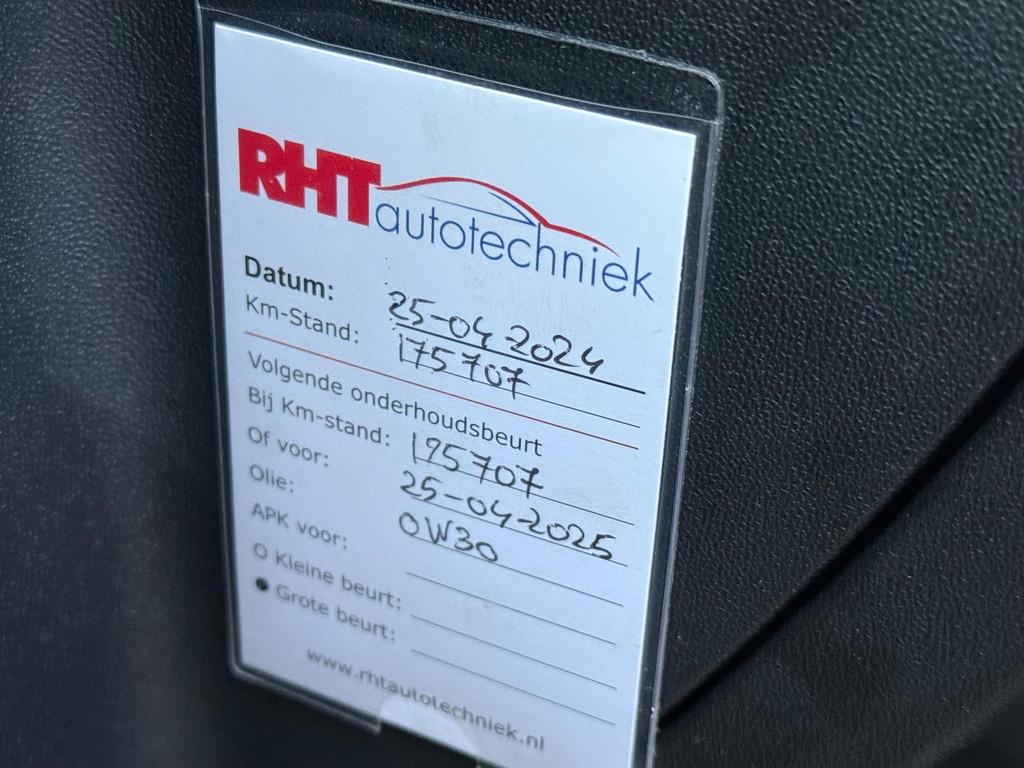 RHT autotechniek
Datum: 25-04-2024
Km-Stand: 175707
Volgende onderhoudsbeurt
Bij Km-stand: 195707
Of voor: 25-04-2025
Olie: 0W30
APK voor:
O Kleine beurt:
● Grote beurt:
www.rhtautotechniek.nl